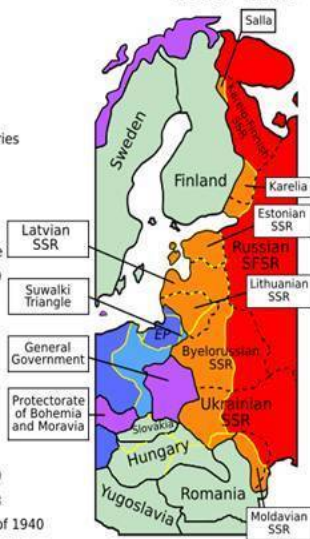 Salla
Karelo-Finnish
SSR
ries
Sweden
Finland
Karelia
Estonian
SSR
Latvian
SSR
Russian
SFSR
Lithuanian
SSR
Suwalki
Triangle
EP
General
Government
Byelorussian
SSR
Protectorate
of Bohemia
and Moravia
Ukrainian
SSR
Slovakia
Hungary
Romania
Yugoslavia
of 1940
Moldavian
SSR